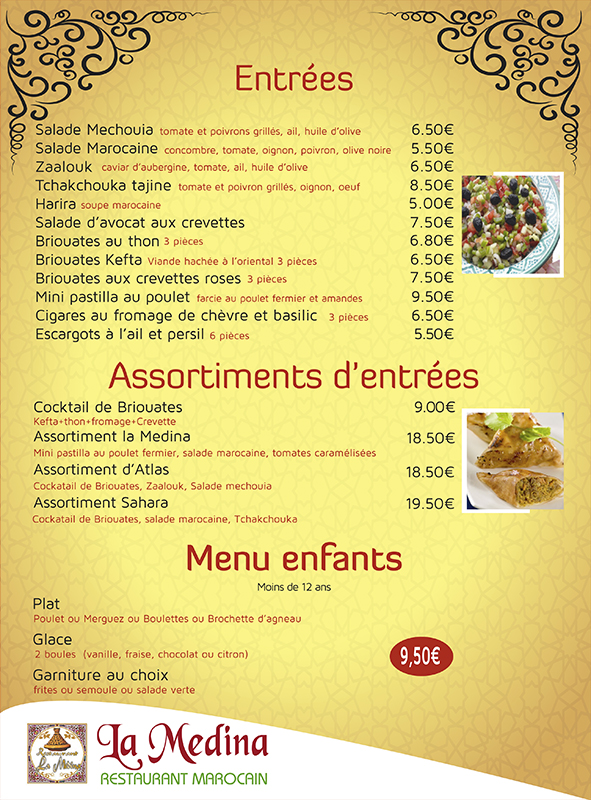 Entrées
Salade Mechouia tomate et poivrons grillés, ail, huile d'olive 6.50€
Salade Marocaine concombre, tomate, oignon, poivron, olive noire 5.50€
Zaalouk caviar d'aubergine, tomate, ail, huile d'olive 6.50€
Tchakchouka tajine tomate et poivron grillés, oignon, oeuf 8.50€
Harira soupe marocaine 5.00€
Salade d'avocat aux crevettes 7.50€
Briouates au thon 3 pièces 6.80€
Briouates Kefta Viande hachée à l'oriental 3 pièces 6.50€
Briouates aux crevettes roses 3 pièces 7.50€
Mini pastilla au poulet farcie au poulet fermier et amandes 9.50€
Cigares au fromage de chèvre et basilic 3 pièces 6.50€
Escargots à l'ail et persil 6 pièces 5.50€
Assortiments d'entrées
Cocktail de Briouates 9.00€
Kefta+thon+fromage+Crevette
Assortiment la Medina 18.50€
Mini pastilla au poulet fermier, salade marocaine, tomates caramélisées
Assortiment d'Atlas 18.50€
Cockatail de Briouates, Zaalouk, Salade mechouia
Assortiment Sahara 19.50€
Cockatail de Briouates, salade marocaine, Tchakchouka
Menu enfants
Moins de 12 ans
Plat
Poulet ou Merguez ou Boulettes ou Brochette d'agneau
Glace
2 boules (vanille, fraise, chocolat ou citron)
9,50€
Garniture au choix
frites ou semoule ou salade verte
La Medina
RESTAURANT MAROCAIN